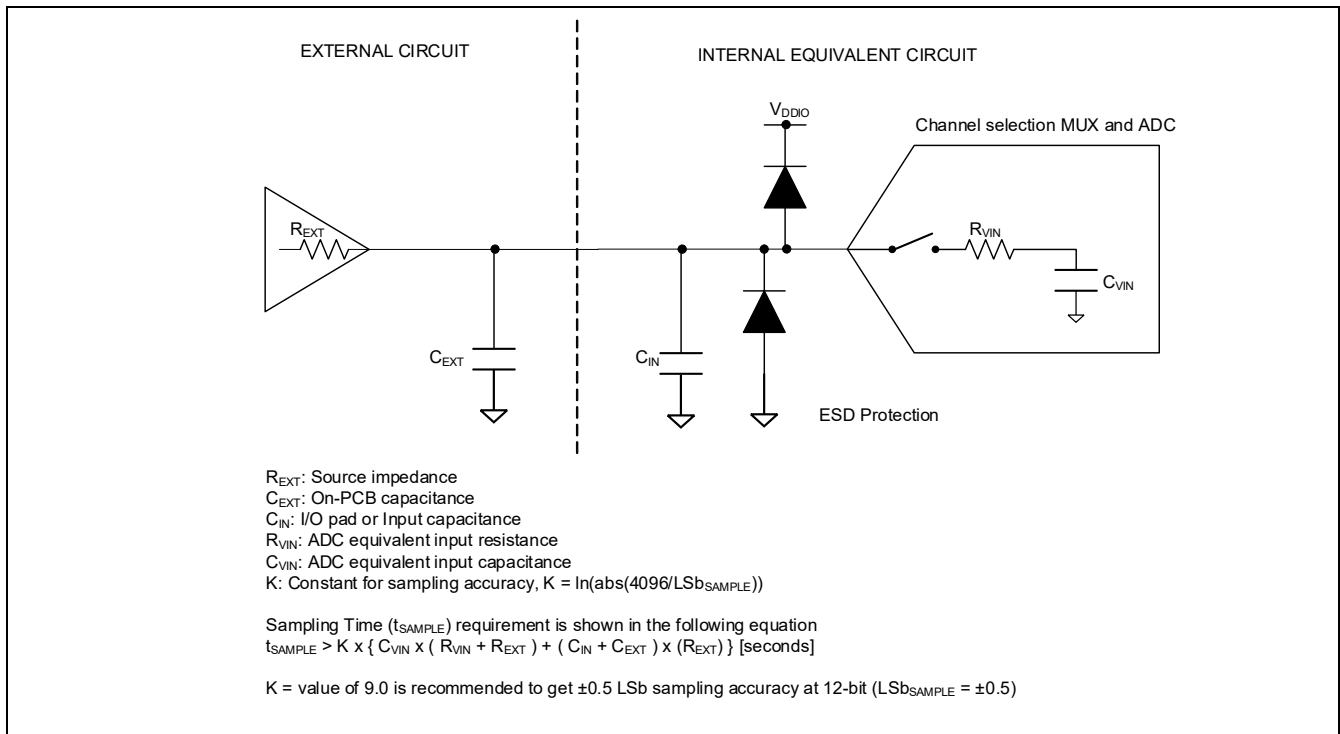 EXTERNAL CIRCUIT
INTERNAL EQUIVALENT CIRCUIT
VDDIO
Channel selection MUX and ADC
REXT
RVIN
CVIN
CEXT
CIN
ESD Protection
REXT: Source impedance
CEXT: On-PCB capacitance
CIN: I/O pad or Input capacitance
RVIN: ADC equivalent input resistance
CVIN: ADC equivalent input capacitance
K: Constant for sampling accuracy, K = ln(abs(4096/LSbSAMPLE))
Sampling Time (tSAMPLE) requirement is shown in the following equation
tSAMPLE > K x { CVIN x ( RVIN + REXT ) + ( CIN + CEXT ) x (REXT) } [seconds]
K = value of 9.0 is recommended to get ±0.5 LSb sampling accuracy at 12-bit (LSbSAMPLE = ±0.5)